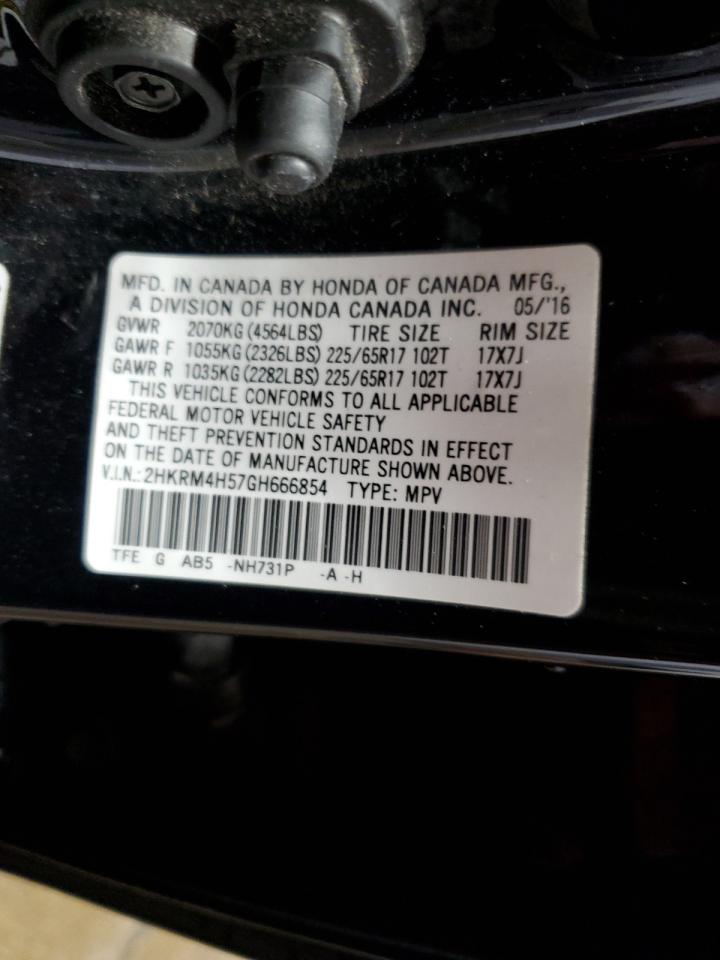 MFD. IN CANADA BY HONDA OF CANADA MFG.,
A DIVISION OF HONDA CANADA INC. 05/'16
GVWR 2070KG (4564LBS) TIRE SIZE RIM SIZE
GAWR F 1055KG (2326LBS) 225/65R17 102T 17X7J
GAWR R 1035KG (2282LBS) 225/65R17 102T 17X7J
THIS VEHICLE CONFORMS TO ALL APPLICABLE
FEDERAL MOTOR VEHICLE SAFETY
AND THEFT PREVENTION STANDARDS IN EFFECT
ON THE DATE OF MANUFACTURE SHOWN ABOVE.
V.I.N.: 2HKRM4H57GH666854 TYPE: MPV
TFE G AB5 -NH731P -A -H